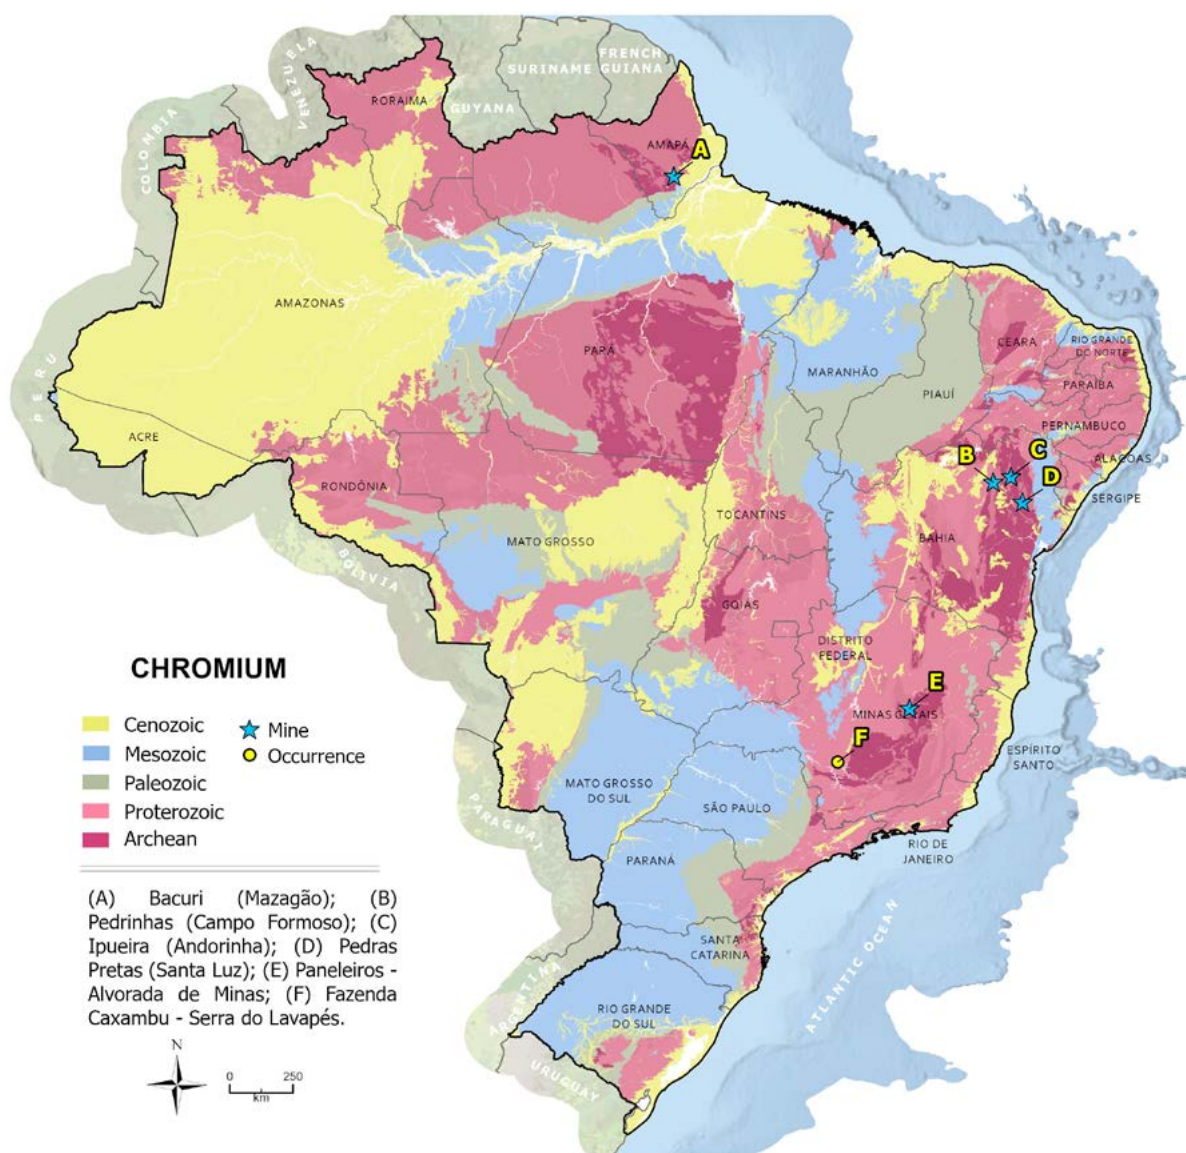 SURINAME
FRENCH
GUIANA
VENEZUELA
RORAIMA
GUYANA
COLOMBIA
AMAPÁ
A
AMAZONAS
PARÁ
CEARA
RIO GRANDE
DO NORTE
MARANHÃO
PARAÍBA
PIAUÍ
PERU
PERNAMBUCO
ACRE
B
C
ALAGOAS
D
RONDÔNIA
SERGIPE
TOCANTINS
MATO GROSSO
BAHIA
BOLIVIA
GOIAS
DISTRITO
FEDERAL
CHROMIUM
E
MINAS GERAIS
Cenozoic
Mine
F
Mesozoic
Occurrence
ESPÍRITO
SANTO
Paleozoic
MATO GROSSO
DO SUL
SÃO PAULO
Proterozoic
PARAGUAI
Archean
RIO DE
JANEIRO
PARANÁ
(A) Bacuri (Mazagão); (B)
Pedrinhas (Campo Formoso); (C)
Ipueira (Andorinha); (D) Pedras
Pretas (Santa Luz); (E) Paneleiros -
Alvorada de Minas; (F) Fazenda
Caxambu - Serra do Lavapés.
SANTA
CATARINA
ATLANTIC OCEAN
ARGENTINA
RIO GRANDE
DO SUL
N
0 250
km
URUGUAY